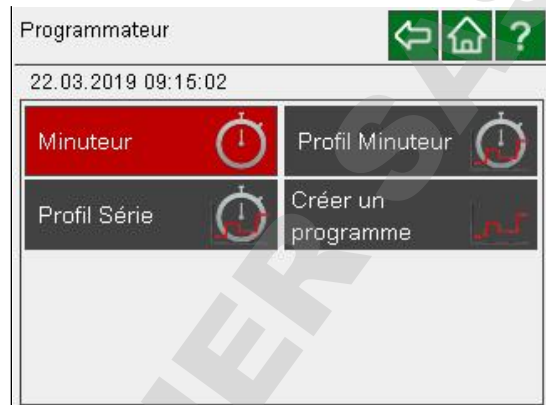 Programmateur
?
22.03.2019 09:15:02
Minuteur
Profil Minuteur
Profil Série
Créer un
programme